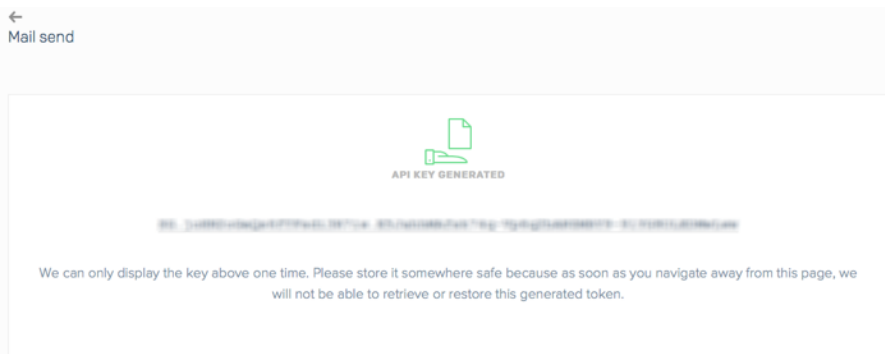 Mail send
API KEY GENERATED
We can only display the key above one time. Please store it somewhere safe because as soon as you navigate away from this page, we
will not be able to retrieve or restore this generated token.